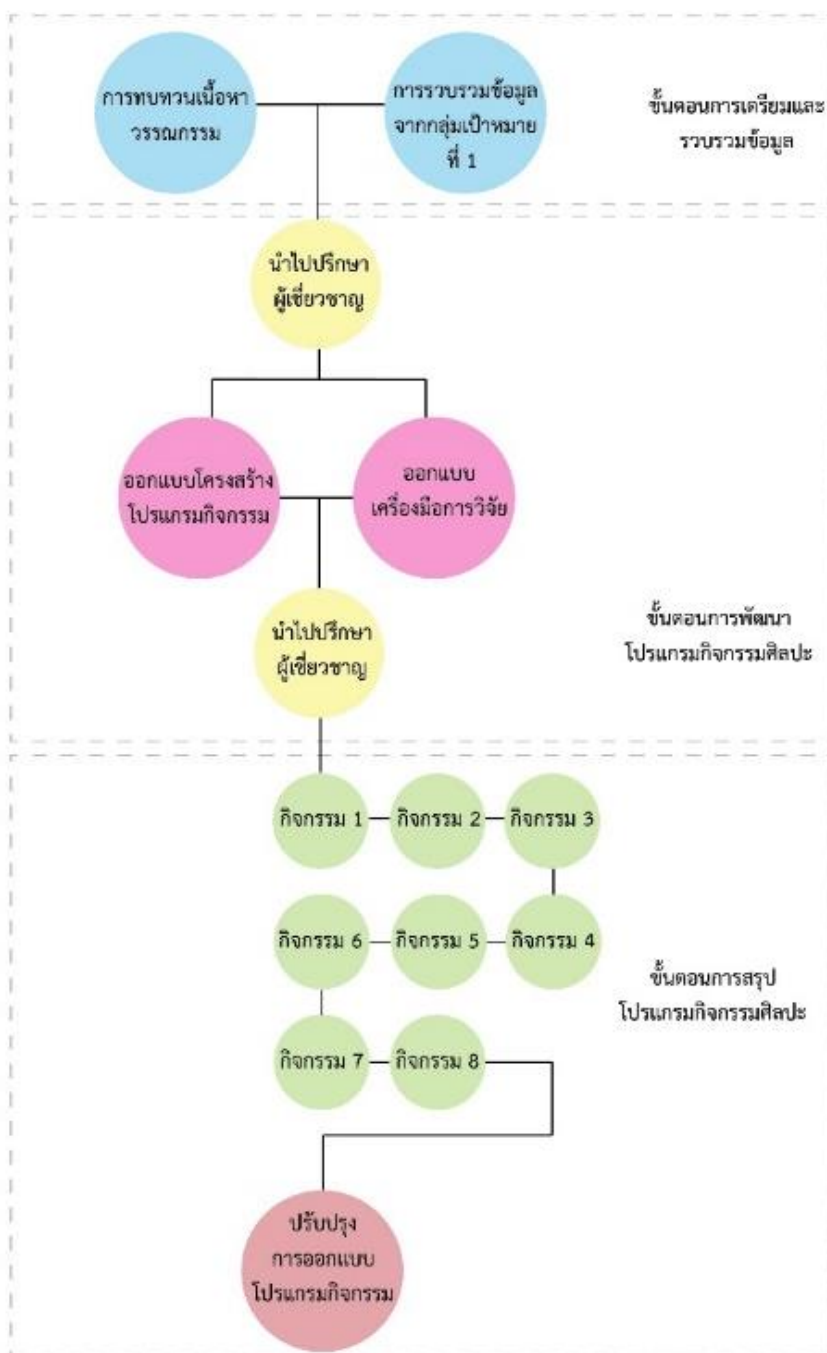 การทบทวนเนื้อหา
วรรณกรรม
การรวบรวมข้อมูล
จากกลุ่มเป้าหมาย
ที่ 1
ขั้นตอนการเตรียมและ
รวบรวมข้อมูล
นำไปปรึกษา
ผู้เชี่ยวชาญ
ออกแบบโครงสร้าง
โปรแกรมกิจกรรม
ออกแบบ
เครื่องมือการวิจัย
นำไปปรึกษา
ผู้เชี่ยวชาญ
ขั้นตอนการพัฒนา
โปรแกรมกิจกรรมศิลปะ
กิจกรรม 1
กิจกรรม 2
กิจกรรม 3
กิจกรรม 6
กิจกรรม 5
กิจกรรม 4
ขั้นตอนการสรุป
โปรแกรมกิจกรรมศิลปะ
กิจกรรม 7
กิจกรรม 8
ปรับปรุง
การออกแบบ
โปรแกรมกิจกรรม